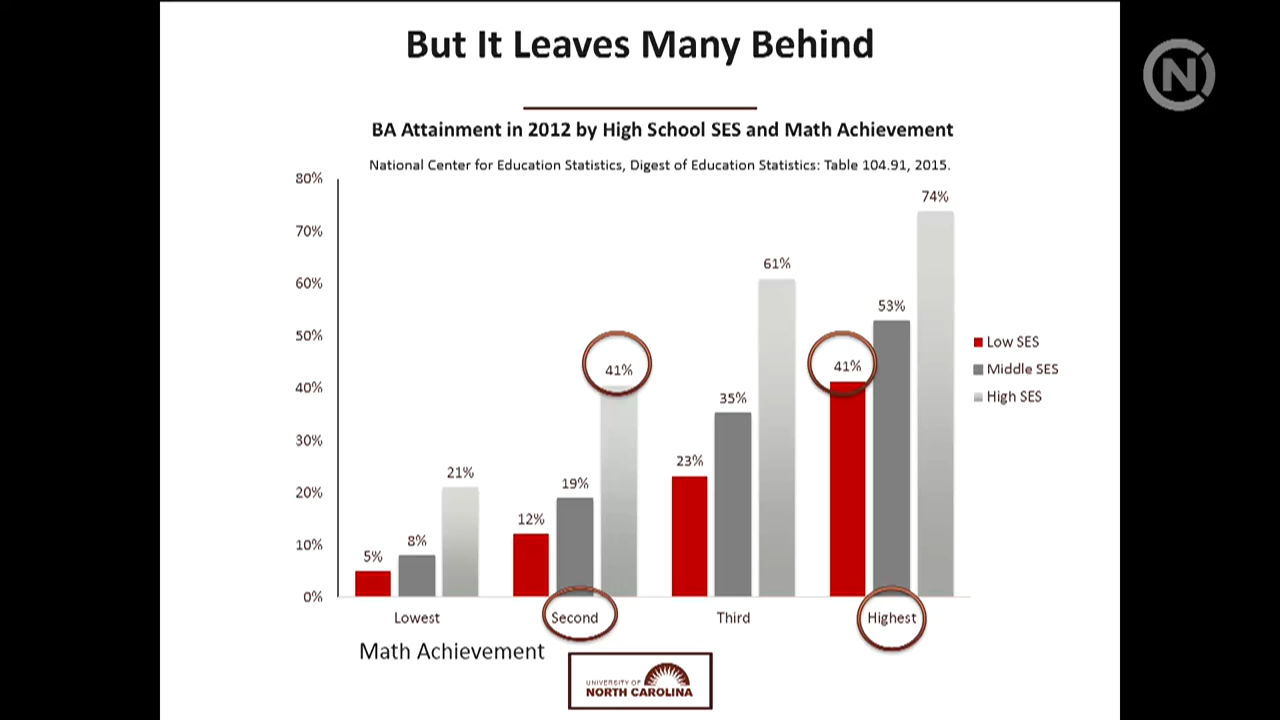 But It Leaves Many Behind
N
BA Attainment in 2012 by High School SES and Math Achievement
National Center for Education Statistics, Digest of Education Statistics: Table 104.91, 2015.
80%
70%
60%
50%
40%
30%
20%
10%
0%
5%
8%
21%
12%
19%
41%
23%
35%
61%
41%
53%
74%
Low SES
Middle SES
High SES
Lowest
Second
Third
Highest
Math Achievement
UNIVERSITY OF
NORTH CAROLINA